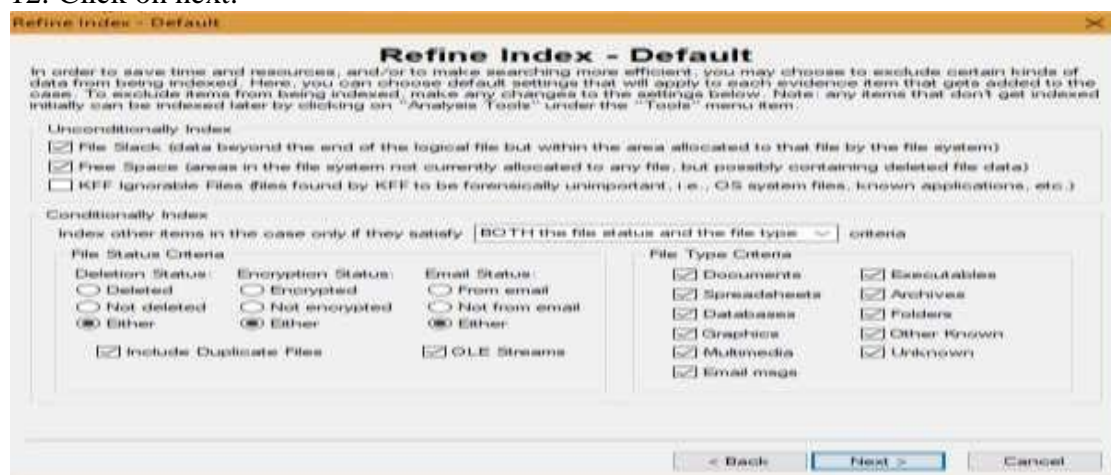 12. Click on next.
Refine Index - Default
Refine Index - Default
In order to save time and resources, and/or to make searching more efficient, you may choose to exclude certain kinds of
data from being indexed. Here, you can choose default settings that will apply to each evidence item that gets added to the
case. To exclude items from being indexed, make any changes to the settings below. Note: any items that don't get indexed
initially can be indexed later by clicking on "Analysis Tools" under the "Tools" menu item.
Unconditionally Index
File Slack (data beyond the end of the logical file but within the area allocated to that file by the file system)
Free Space (areas in the file system not currently allocated to any file, but possibly containing deleted file data)
KFF Ignorable Files (files found by KFF to be forensically unimportant, i.e., OS system files, known applications, etc.)
Conditionally Index
Index other items in the case only if they satisfy BOTH the file status and the file type criteria
File Status Criteria
Deletion Status: Encryption Status: Email Status:
Deleted Encrypted From email
Not deleted Not encrypted Not from email
Either Either Either
Include Duplicate Files OLE Streams
File Type Criteria
Documents Executables
Spreadsheets Archives
Databases Folders
Graphics Other Known
Multimedia Unknown
Email msgs
< Back Next > Cancel